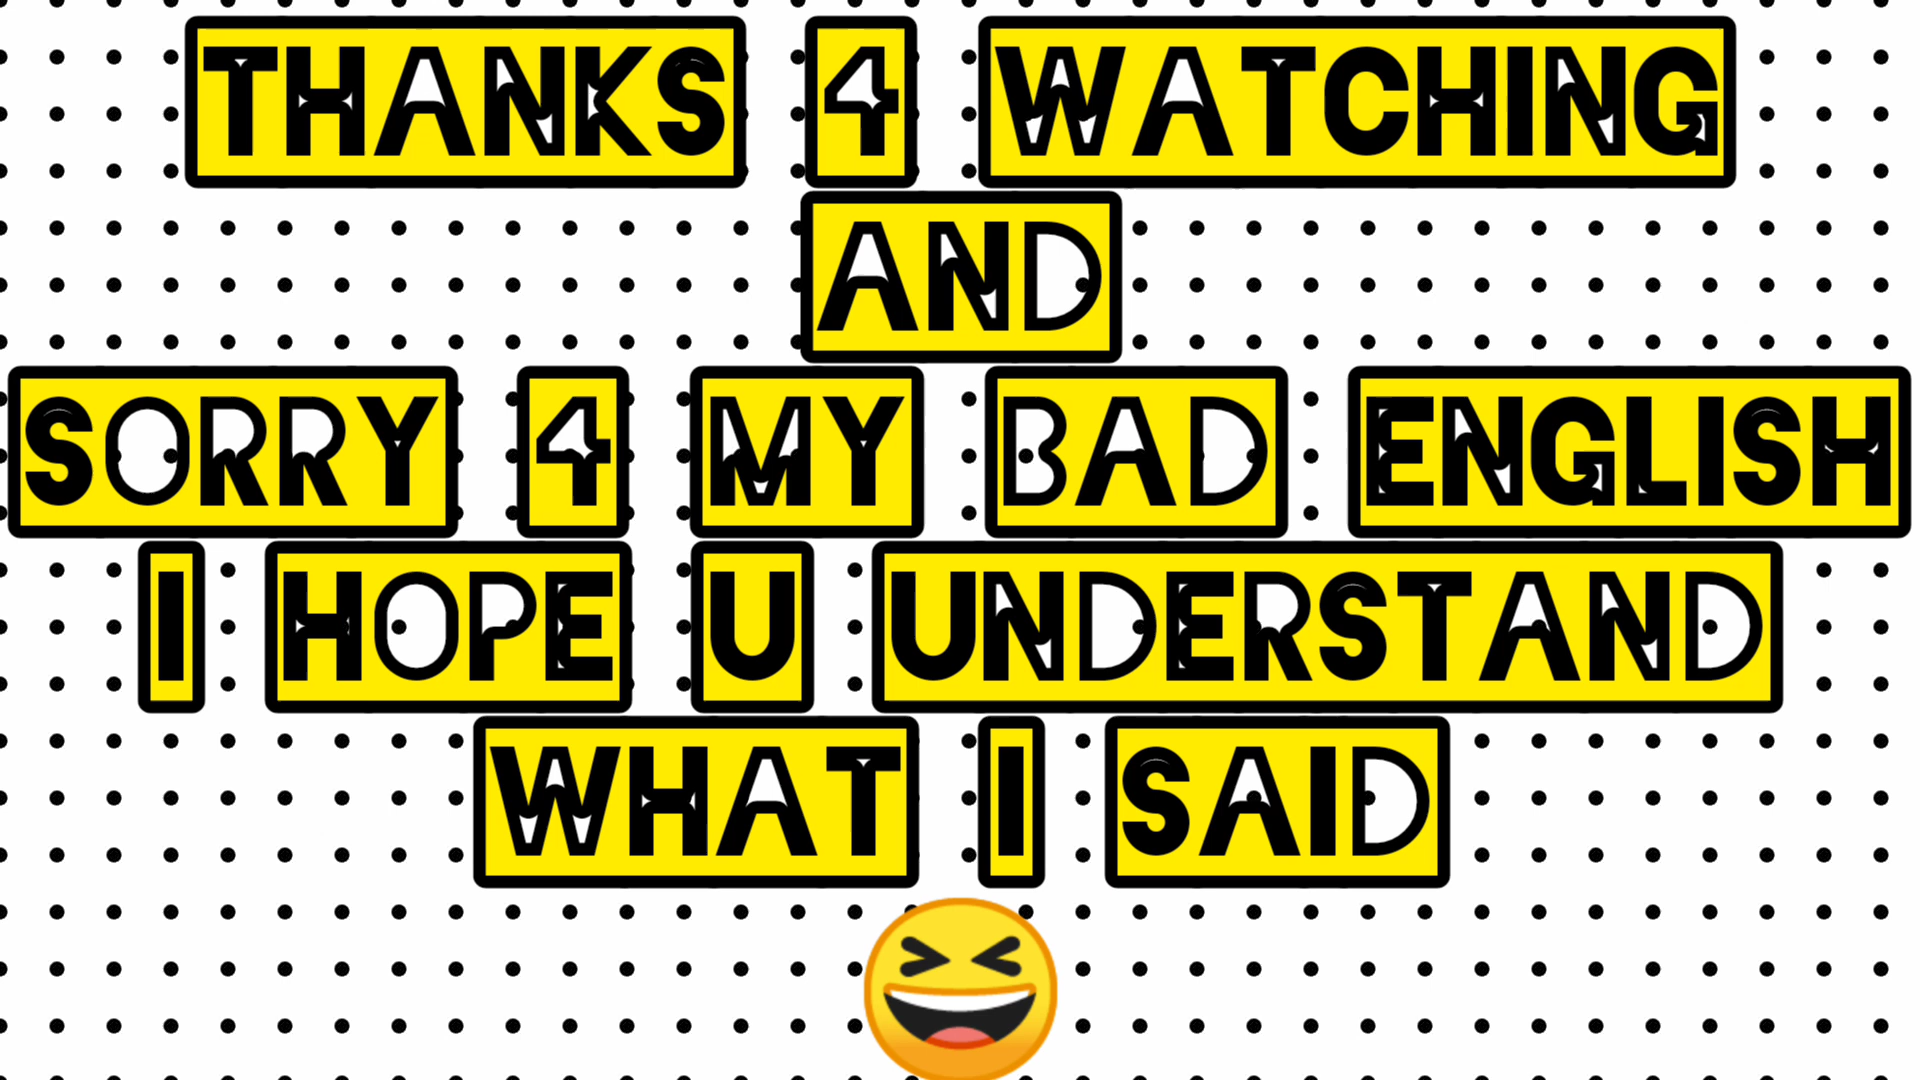 THANKS 4 WATCHING
AND
SORRY 4 MY BAD ENGLISH
I HOPE U UNDERSTAND
WHAT I SAID